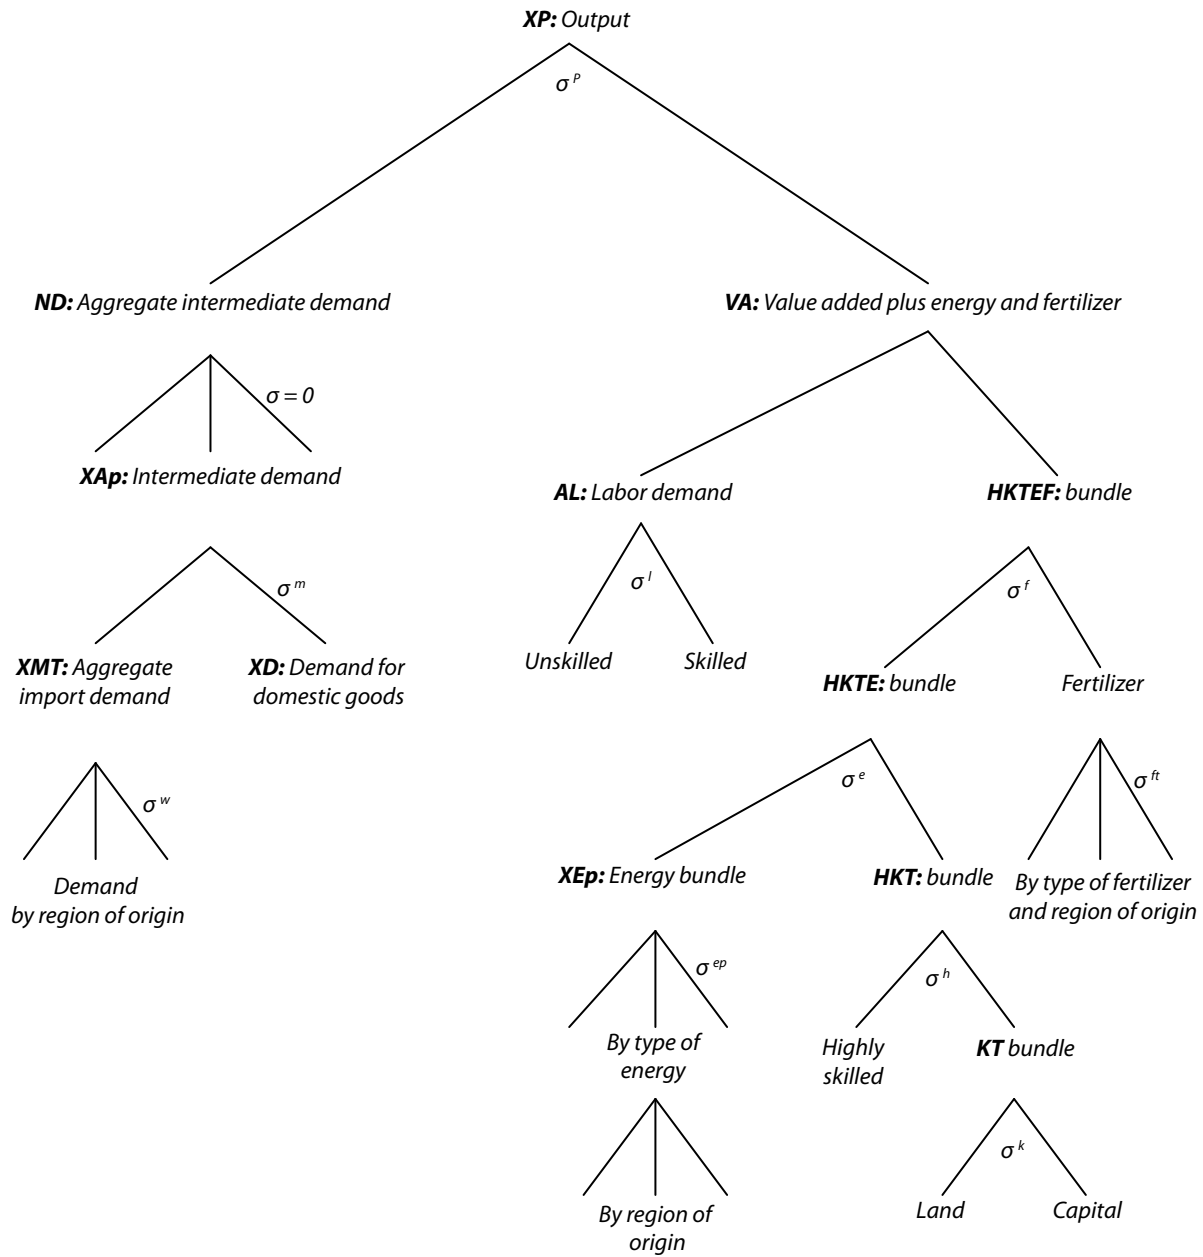 XP: Output
σ P
ND: Aggregate intermediate demand
VA: Value added plus energy and fertilizer
σ = 0
XAp: Intermediate demand
AL: Labor demand
HKTEF: bundle
σ m
σ l
σ f
XMT: Aggregate
import demand
XD: Demand for
domestic goods
Unskilled
Skilled
HKTE: bundle
Fertilizer
σ w
σ e
σ ft
Demand
by region of origin
XEp: Energy bundle
HKT: bundle
By type of fertilizer
and region of origin
σ ep
σ h
By type of
energy
Highly
skilled
KT bundle
σ k
By region of
origin
Land
Capital